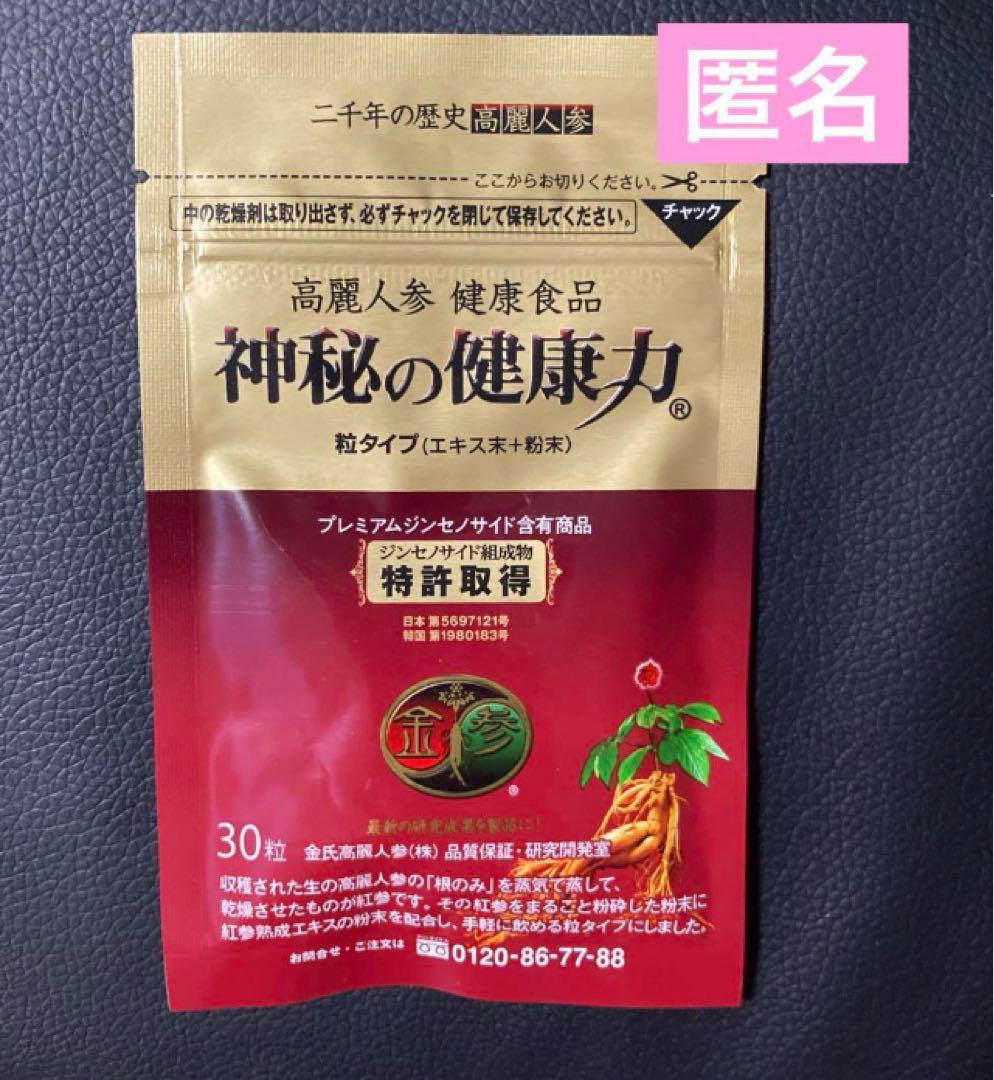 匿名
二千年の歴史高麗人参
ここからお切りください。
中の乾燥剤は取り出さず、必ずチャックを閉じて保存してください。
チャック
高麗人参 健康食品
神秘の健康力®
粒タイプ(エキス末+粉末)
プレミアムジンセノサイド含有商品
ジンセノサイド組成物
特許取得
日本 第5697121号
韓国 第1980183号
金参
®
最新の研究成果を製品に!
30粒 金氏高麗人参(株) 品質保証・研究開発室
収穫された生の高麗人参の「根のみ」を蒸気で蒸して、
乾燥させたものが紅参です。その紅参をまるごと粉砕した粉末に
紅参熟成エキスの粉末を配合し、手軽に飲める粒タイプにしました。
お問合せ・ご注文は 0120-86-77-88